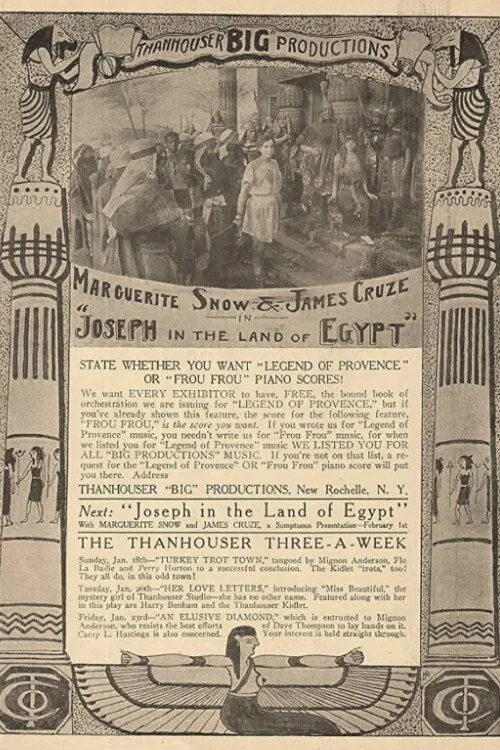 THANHOUSER BIG PRODUCTIONS
MARGUERITE SNOW & JAMES CRUZE
IN
"JOSEPH IN THE LAND OF EGYPT"
STATE WHETHER YOU WANT "LEGEND OF PROVENCE"
OR "FROU FROU" PIANO SCORES!
We want EVERY EXHIBITOR to have, FREE, the bound book of
orchestration we are issuing for "LEGEND OF PROVENCE," but if
you've already shown this feature, the score for the following feature,
"FROU FROU," is the score you want. If you wrote us for "Legend of
Provence" music, you needn't write us for "Frou Frou" music, for when
we listed you for "Legend of Provence" music WE LISTED YOU FOR
ALL "BIG PRODUCTIONS" MUSIC. If you're not on that list, a re-
quest for the "Legend of Provence" OR "Frou Frou" piano score will put
you there. Address
THANHOUSER "BIG" PRODUCTIONS, New Rochelle, N. Y.
Next: "Joseph in the Land of Egypt"
With MARGUERITE SNOW and JAMES CRUZE, a Sumptuous Presentation—February 1st
THE THANHOUSER THREE-A-WEEK
Sunday, Jan. 18th—"TURKEY TROT TOWN," tangoed by Mignon Anderson, Flo
La Badie and Perry Horton to a successful conclusion. The Kidlet "trots," too!
They all do, in this odd town!
Tuesday, Jan. 20th—"HER LOVE LETTERS," introducing "Miss Beautiful," the
mystery girl of Thanhouser Studio—she has no other name. Featured along with her
in this play are Harry Benham and the Thanhouser Kidlet.
Friday, Jan. 23rd—"AN ELUSIVE DIAMOND," which is entrusted to Mignon
Anderson, who resists the best efforts of Dave Thompson to lay hands on it.
Carey L. Hastings is also concerned. Your interest is held straight through.